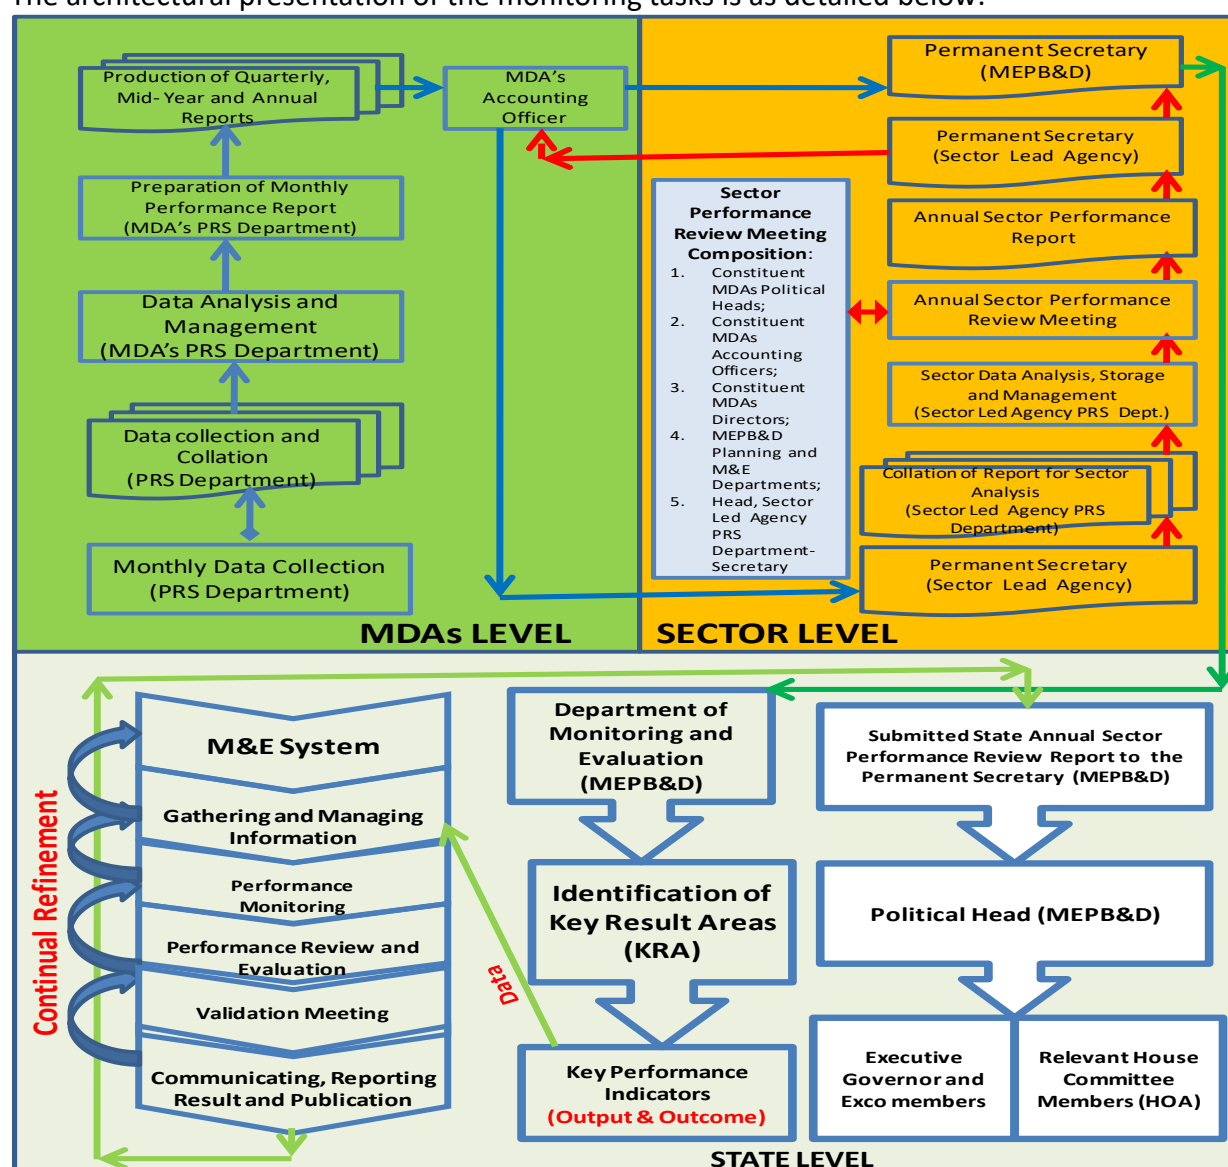 The architectural presentation of the monitoring tasks is as detailed below:
Production of Quarterly,
Mid- Year and Annual
Reports
MDA's
Accounting
Officer
Preparation of Monthly
Performance Report
(MDA's PRS Department)
Data Analysis and
Management
(MDA's PRS Department)
Data collection and
Collation
(PRS Department)
Monthly Data Collection
(PRS Department)
MDAs LEVEL
Permanent Secretary
(MEPB&D)
Permanent Secretary
(Sector Lead Agency)
Annual Sector Performance
Report
Annual Sector Performance
Review Meeting
Sector Data Analysis, Storage
and Management
(Sector Led Agency PRS Dept.)
Collation of Report for Sector
Analysis
(Sector Led Agency PRS
Department)
Permanent Secretary
(Sector Lead Agency)
Sector
Performance
Review Meeting
Composition:
1. Constituent
MDAs Political
Heads;
2. Constituent
MDAs
Accounting
Officers;
3. Constituent
MDAs
Directors;
4. MEPB&D
Planning and
M&E
Departments;
5. Head, Sector
Led Agency
PRS
Department-
Secretary
SECTOR LEVEL
Continual Refinement
M&E System
Gathering and Managing
Information
Performance
Monitoring
Performance Review and
Evaluation
Validation Meeting
Communicating, Reporting
Result and Publication
Data
Department of
Monitoring and
Evaluation
(MEPB&D)
Identification of
Key Result Areas
(KRA)
Key Performance
Indicators
(Output & Outcome)
Submitted State Annual Sector
Performance Review Report to the
Permanent Secretary (MEPB&D)
Political Head (MEPB&D)
Executive
Governor and
Exco members
Relevant House
Committee
Members (HOA)
STATE LEVEL